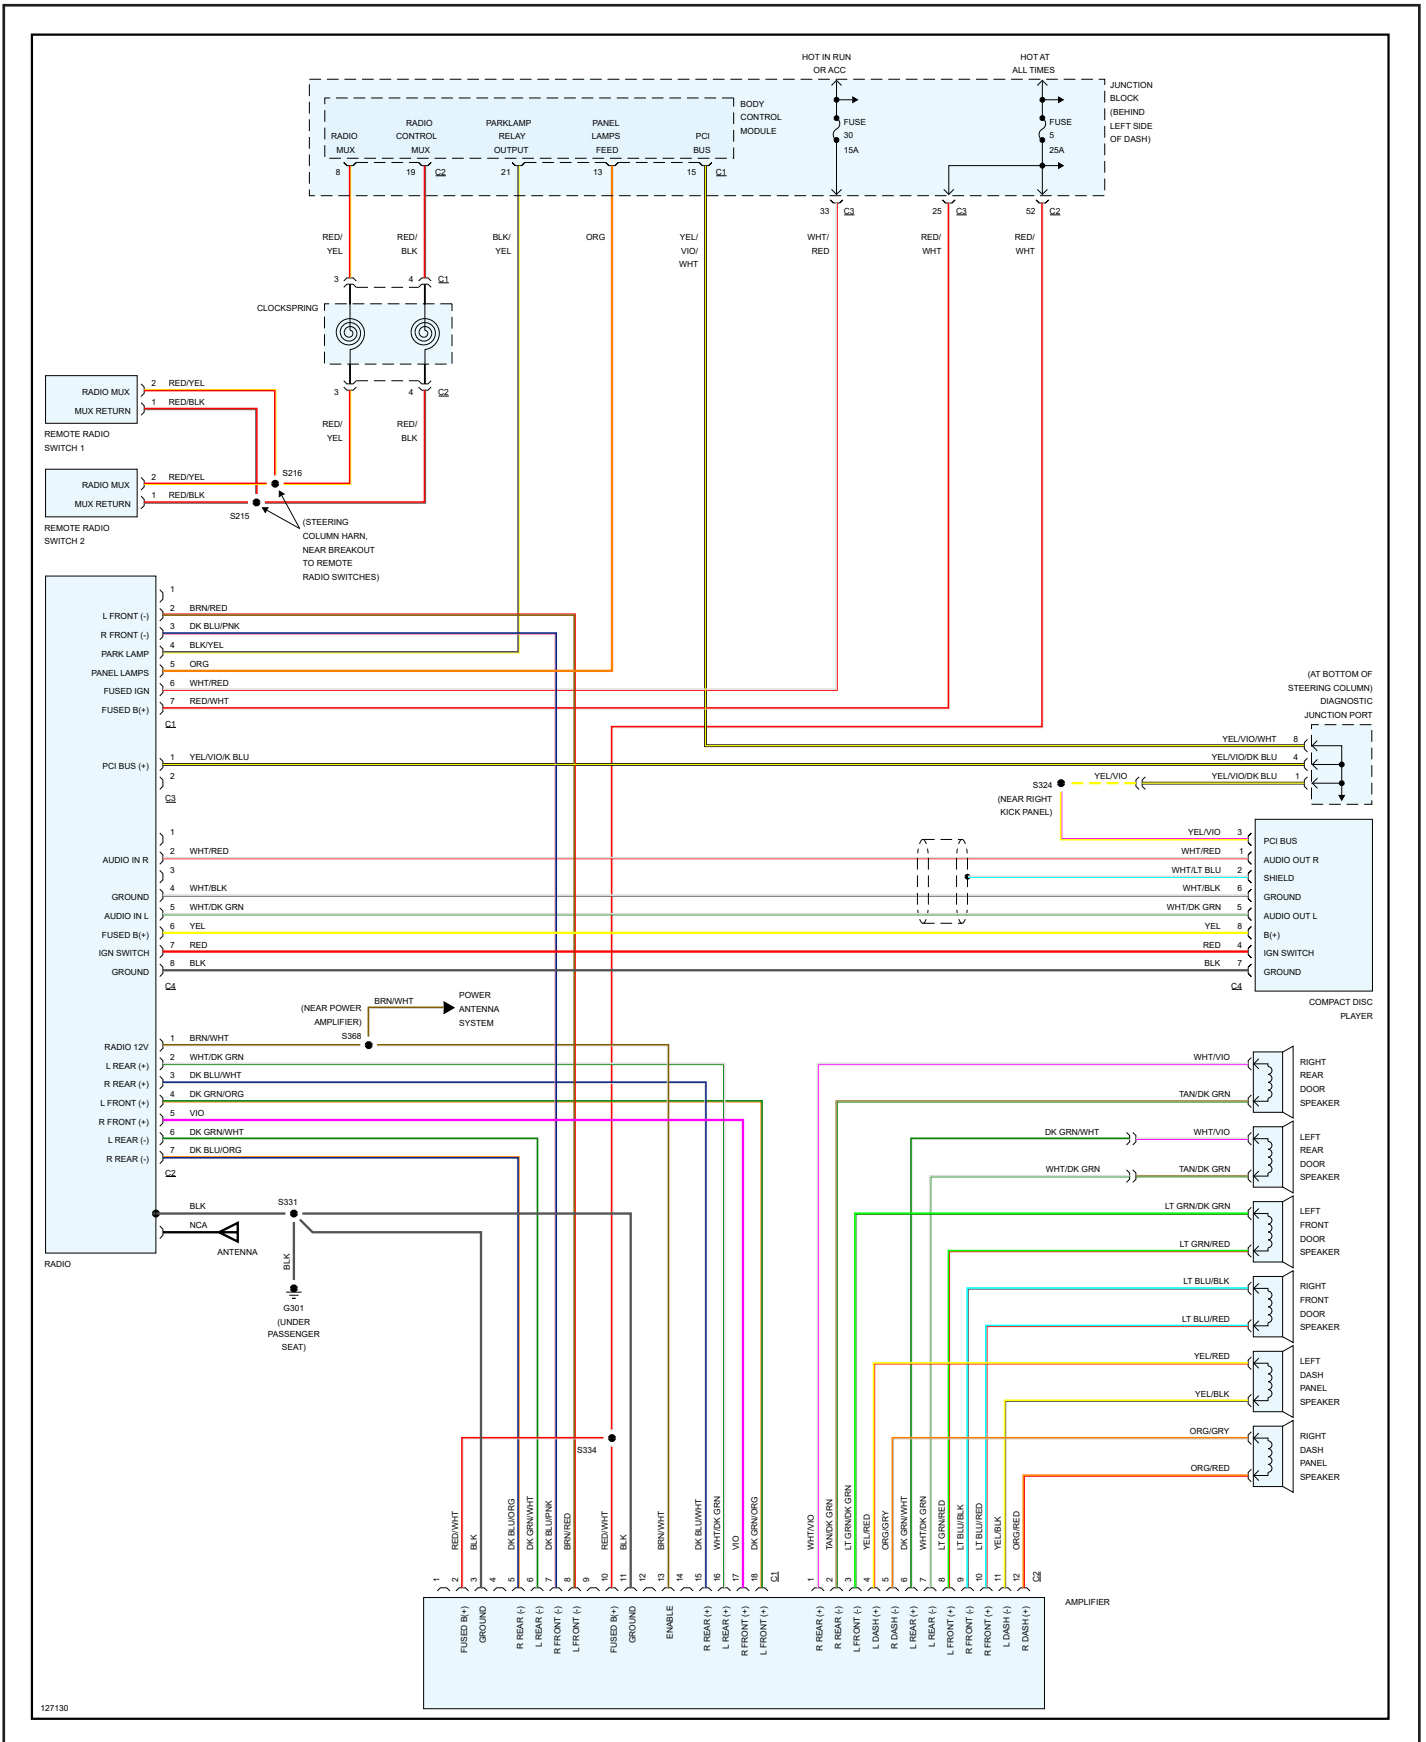 HOT IN RUN
OR ACC
HOT AT
ALL TIMES
JUNCTION
BLOCK
(BEHIND
LEFT SIDE
OF DASH)
BODY
CONTROL
MODULE
RADIO
MUX
RADIO
CONTROL
MUX
PARKLAMP
RELAY
OUTPUT
PANEL
LAMPS
FEED
PCI
BUS
FUSE
30
15A
FUSE
5
25A
8
19
C2
21
13
15
C1
33
C3
25
C3
52
C2
RED/
YEL
RED/
BLK
BLK/
YEL
ORG
YEL/
VIO/
WHT
WHT/
RED
RED/
WHT
RED/
WHT
3
4
C1
CLOCKSPRING
3
4
C2
RED/
YEL
RED/
BLK
RADIO MUX
2
RED/YEL
MUX RETURN
1
RED/BLK
REMOTE RADIO
SWITCH 1
RADIO MUX
2
RED/YEL
MUX RETURN
1
RED/BLK
REMOTE RADIO
SWITCH 2
S216
S215
(STEERING
COLUMN HARN,
NEAR BREAKOUT
TO REMOTE
RADIO SWITCHES)
1
L FRONT (-)
2
BRN/RED
R FRONT (-)
3
DK BLU/PNK
PARK LAMP
4
BLK/YEL
PANEL LAMPS
5
ORG
FUSED IGN
6
WHT/RED
FUSED B(+)
7
RED/WHT
C1
PCI BUS (+)
1
YEL/VIO/K BLU
2
C3
1
AUDIO IN R
2
WHT/RED
3
GROUND
4
WHT/BLK
AUDIO IN L
5
WHT/DK GRN
FUSED B(+)
6
YEL
IGN SWITCH
7
RED
GROUND
8
BLK
C4
RADIO 12V
1
BRN/WHT
L REAR (+)
2
WHT/DK GRN
R REAR (+)
3
DK BLU/WHT
L FRONT (+)
4
DK GRN/ORG
R FRONT (+)
5
VIO
L REAR (-)
6
DK GRN/WHT
R REAR (-)
7
DK BLU/ORG
C2
BLK
NCA
ANTENNA
RADIO
(NEAR POWER
AMPLIFIER)
S368
BRN/WHT
POWER
ANTENNA
SYSTEM
S331
BLK
G301
(UNDER
PASSENGER
SEAT)
(AT BOTTOM OF
STEERING COLUMN)
DIAGNOSTIC
JUNCTION PORT
YEL/VIO/WHT
8
YEL/VIO/DK BLU
4
YEL/VIO/DK BLU
1
S324
(NEAR RIGHT
KICK PANEL)
YEL/VIO
YEL/VIO
3
PCI BUS
WHT/RED
1
AUDIO OUT R
WHT/LT BLU
2
SHIELD
WHT/BLK
6
GROUND
WHT/DK GRN
5
AUDIO OUT L
YEL
8
B(+)
RED
4
IGN SWITCH
BLK
7
GROUND
C4
COMPACT DISC
PLAYER
WHT/VIO
TAN/DK GRN
RIGHT
REAR
DOOR
SPEAKER
DK GRN/WHT
WHT/VIO
WHT/DK GRN
TAN/DK GRN
LEFT
REAR
DOOR
SPEAKER
LT GRN/DK GRN
LT GRN/RED
LEFT
FRONT
DOOR
SPEAKER
LT BLU/BLK
LT BLU/RED
RIGHT
FRONT
DOOR
SPEAKER
YEL/RED
YEL/BLK
LEFT
DASH
PANEL
SPEAKER
ORG/GRY
ORG/RED
RIGHT
DASH
PANEL
SPEAKER
S334
RED/WHT
BLK
DK BLU/ORG
DK GRN/WHT
DK BLU/PNK
BRN/RED
RED/WHT
BLK
BRN/WHT
DK BLU/WHT
WHT/DK GRN
VIO
DK GRN/ORG
WHT/VIO
TAN/DK GRN
LT GRN/DK GRN
YEL/RED
ORG/GRY
DK GRN/WHT
WHT/DK GRN
LT GRN/RED
LT BLU/BLK
LT BLU/RED
YEL/BLK
ORG/RED
1
2
3
4
5
6
7
8
9
10
11
12
13
14
15
16
17
18
C1
1
2
3
4
5
6
7
8
9
10
11
12
C2
AMPLIFIER
FUSED B(+)
GROUND
R REAR (-)
L REAR (-)
R FRONT (-)
L FRONT (-)
FUSED B(+)
GROUND
ENABLE
R REAR (+)
L REAR (+)
R FRONT (+)
L FRONT (+)
R REAR (+)
R REAR (-)
L FRONT (-)
L DASH (+)
R DASH (-)
L REAR (+)
L REAR (-)
L FRONT (+)
R FRONT (-)
R FRONT (+)
L DASH (-)
R DASH (+)
127130